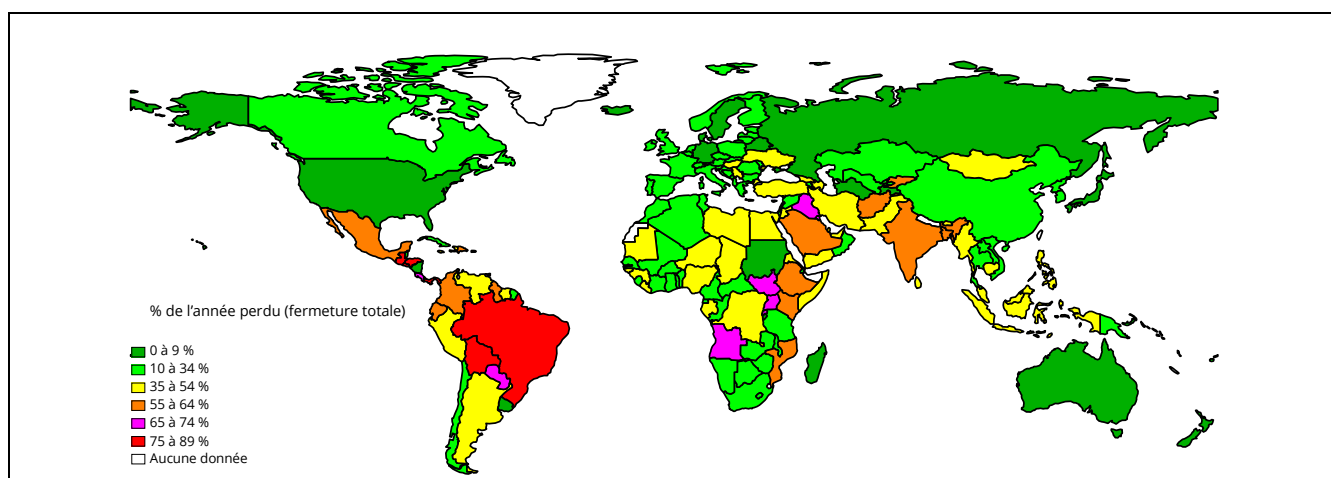 % de l'année perdu (fermeture totale)
0 à 9 %
10 à 34 %
35 à 54 %
55 à 64 %
65 à 74 %
75 à 89 %
Aucune donnée